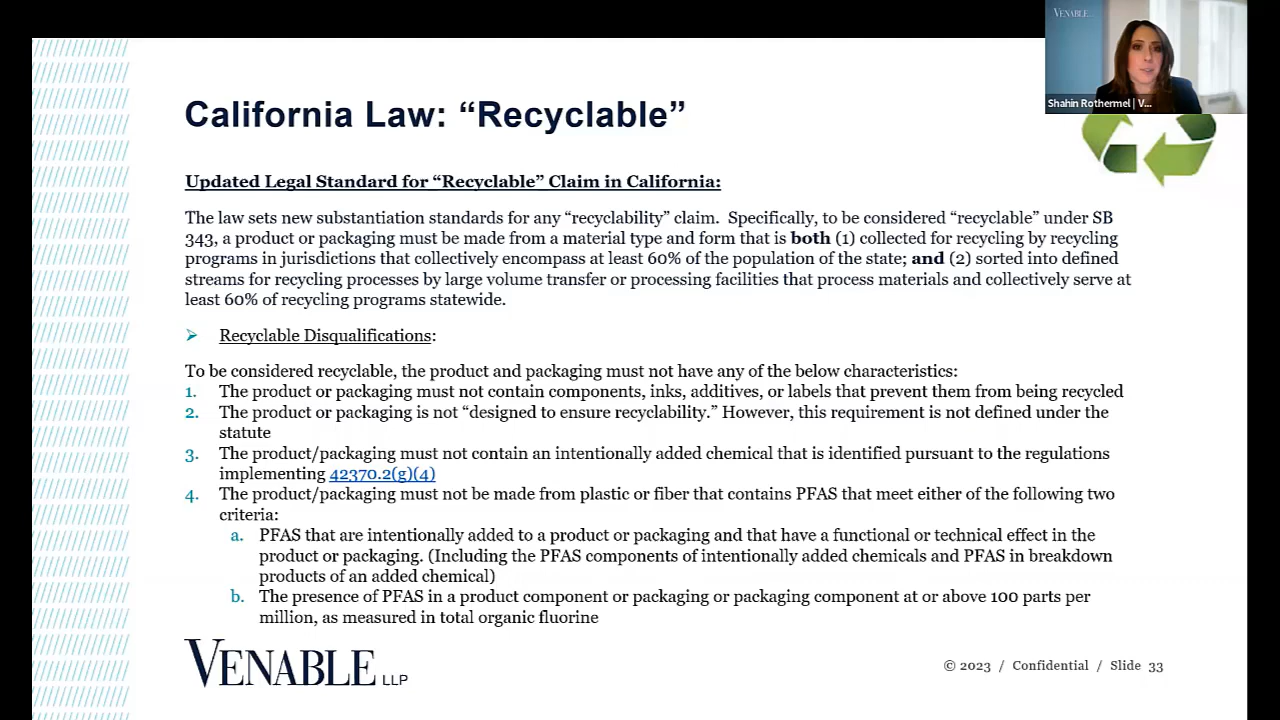 VENABLE
Shahin Rothermel | V...
California Law: “Recyclable”
Updated Legal Standard for “Recyclable” Claim in California:
The law sets new substantiation standards for any “recyclability” claim. Specifically, to be considered “recyclable” under SB
343, a product or packaging must be made from a material type and form that is both (1) collected for recycling by recycling
programs in jurisdictions that collectively encompass at least 60% of the population of the state; and (2) sorted into defined
streams for recycling processes by large volume transfer or processing facilities that process materials and collectively serve at
least 60% of recycling programs statewide.
➢ Recyclable Disqualifications:
To be considered recyclable, the product and packaging must not have any of the below characteristics:
1. The product or packaging must not contain components, inks, additives, or labels that prevent them from being recycled
2. The product or packaging is not “designed to ensure recyclability.” However, this requirement is not defined under the
statute
3. The product/packaging must not contain an intentionally added chemical that is identified pursuant to the regulations
implementing 42370.2(g)(4)
4. The product/packaging must not be made from plastic or fiber that contains PFAS that meet either of the following two
criteria:
a. PFAS that are intentionally added to a product or packaging and that have a functional or technical effect in the
product or packaging. (Including the PFAS components of intentionally added chemicals and PFAS in breakdown
products of an added chemical)
b. The presence of PFAS in a product component or packaging or packaging component at or above 100 parts per
million, as measured in total organic fluorine
VENABLE LLP
© 2023 / Confidential / Slide 33